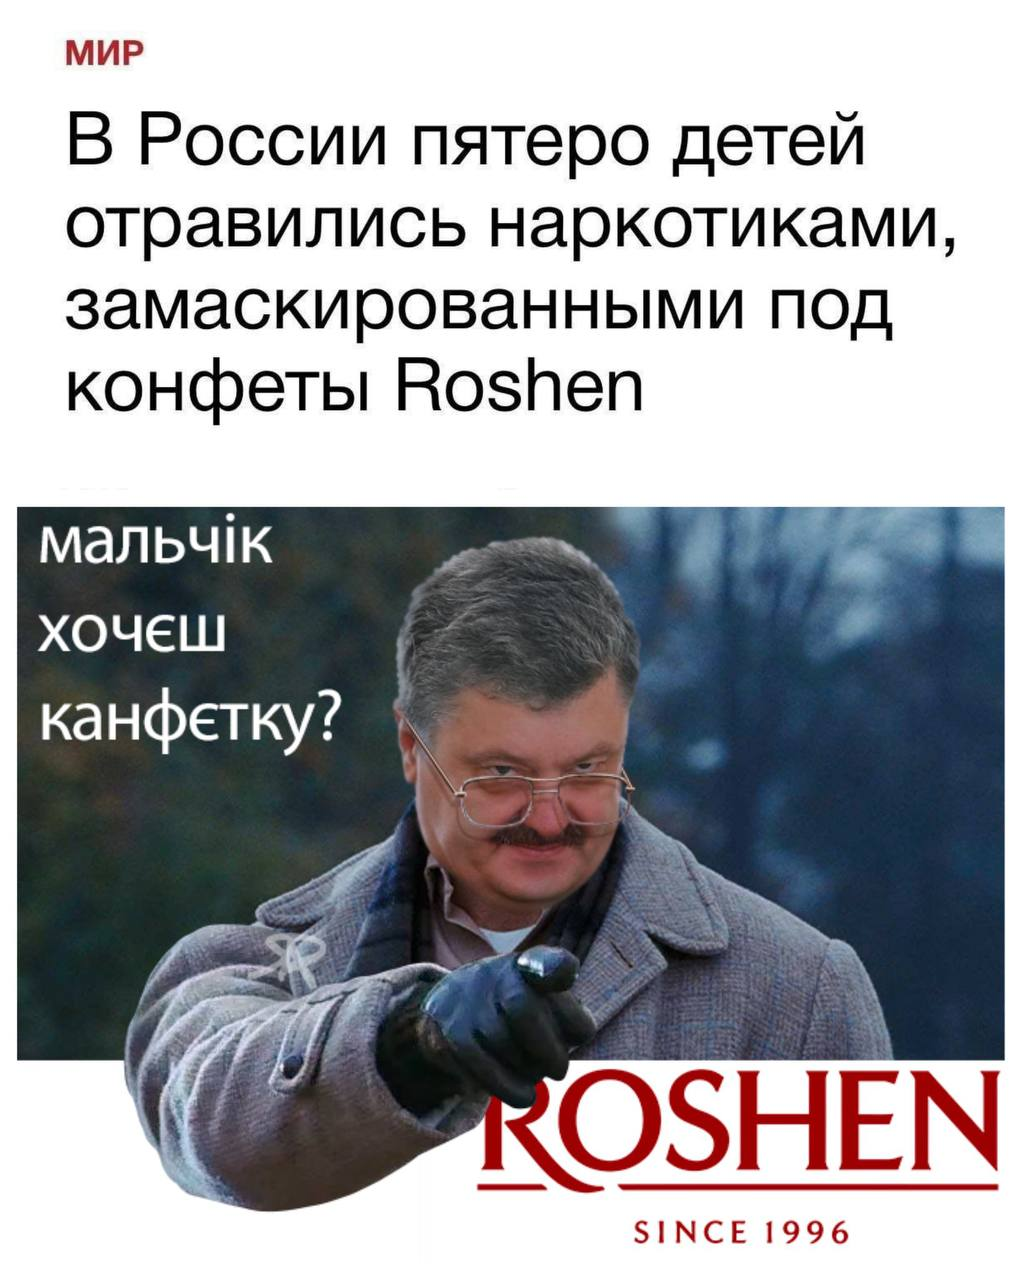 МИР
В России пятеро детей
отравились наркотиками,
замаскированными под
конфеты Roshen
мальчік
хочєш
канфєтку?
ROSHEN
SINCE 1996